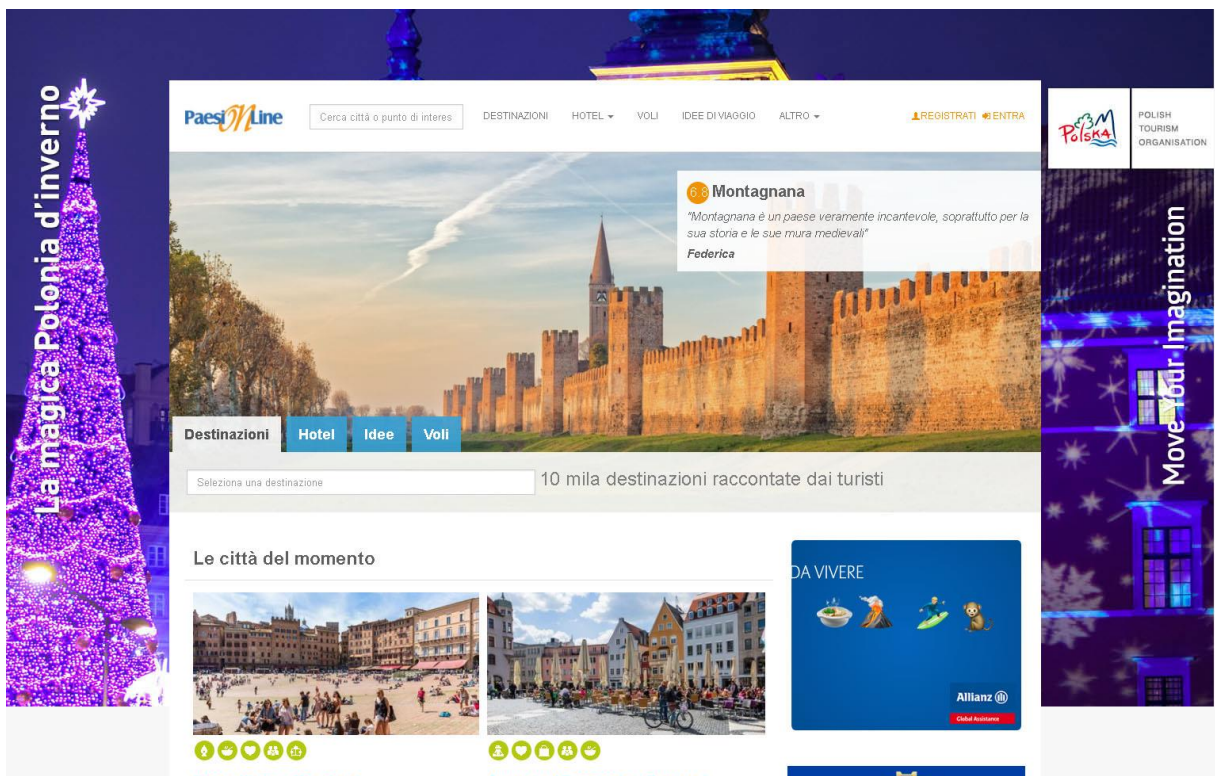 La magica Polonia d'inverno
PaesiOnLine
Cerca città o punto di interes
DESTINAZIONI HOTEL VOLI IDEE DI VIAGGIO ALTRO
REGISTRATI ENTRA
POLSKA
POLISH
TOURISM
ORGANISATION
6.8 Montagnana
"Montagnana è un paese veramente incantevole, soprattutto per la
sua storia e le sue mura medievali"
Federica
Move Your Imagination
Destinazioni Hotel Idee Voli
Seleziona una destinazione
10 mila destinazioni raccontate dai turisti
Le città del momento
DA VIVERE
Allianz
Global Assistance